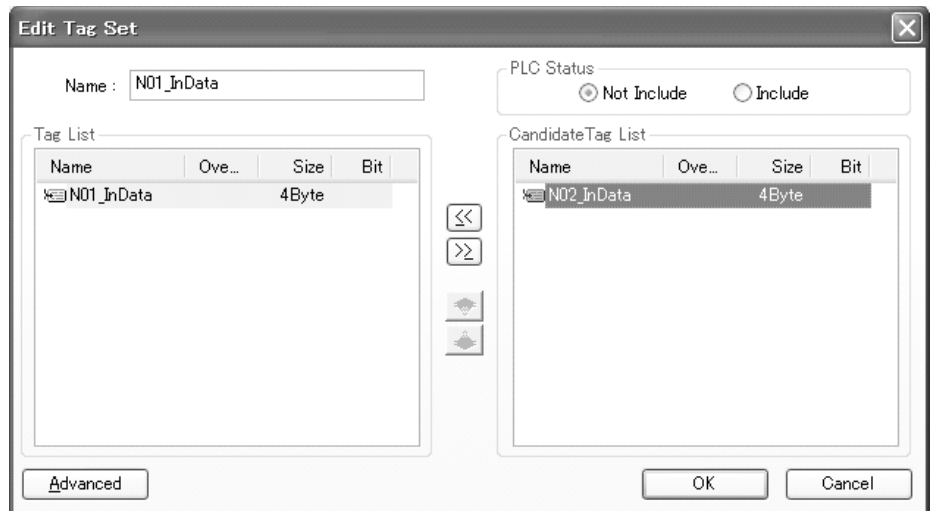 Edit Tag Set
Name : N01_InData
PLC Status
Not Include Include
Tag List
Name Ove... Size Bit
N01_InData 4Byte
CandidateTag List
Name Ove... Size Bit
N02_InData 4Byte
<<
>>
Advanced OK Cancel